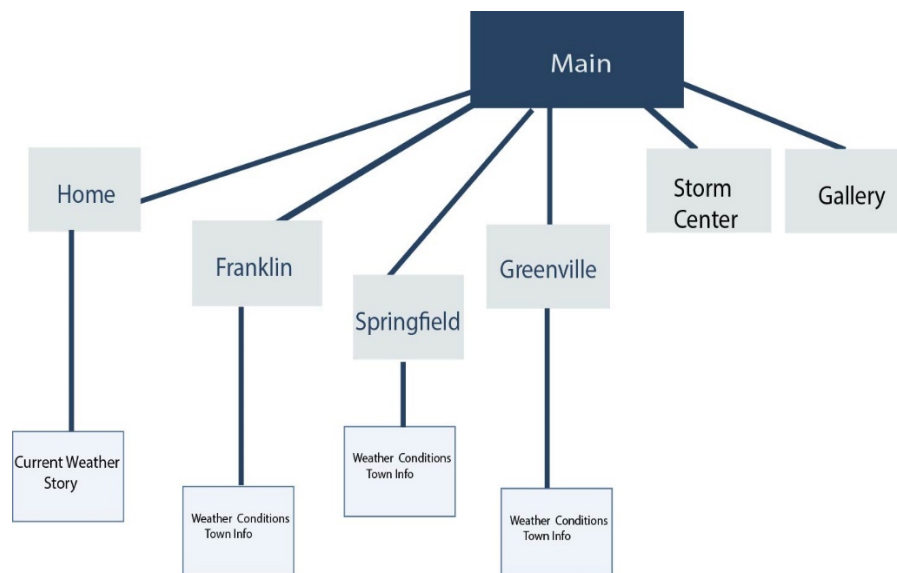 Main
Home
Franklin
Springfield
Greenville
Storm
Center
Gallery
Current Weather
Story
Weather Conditions
Town Info
Weather Conditions
Town Info
Weather Conditions
Town Info